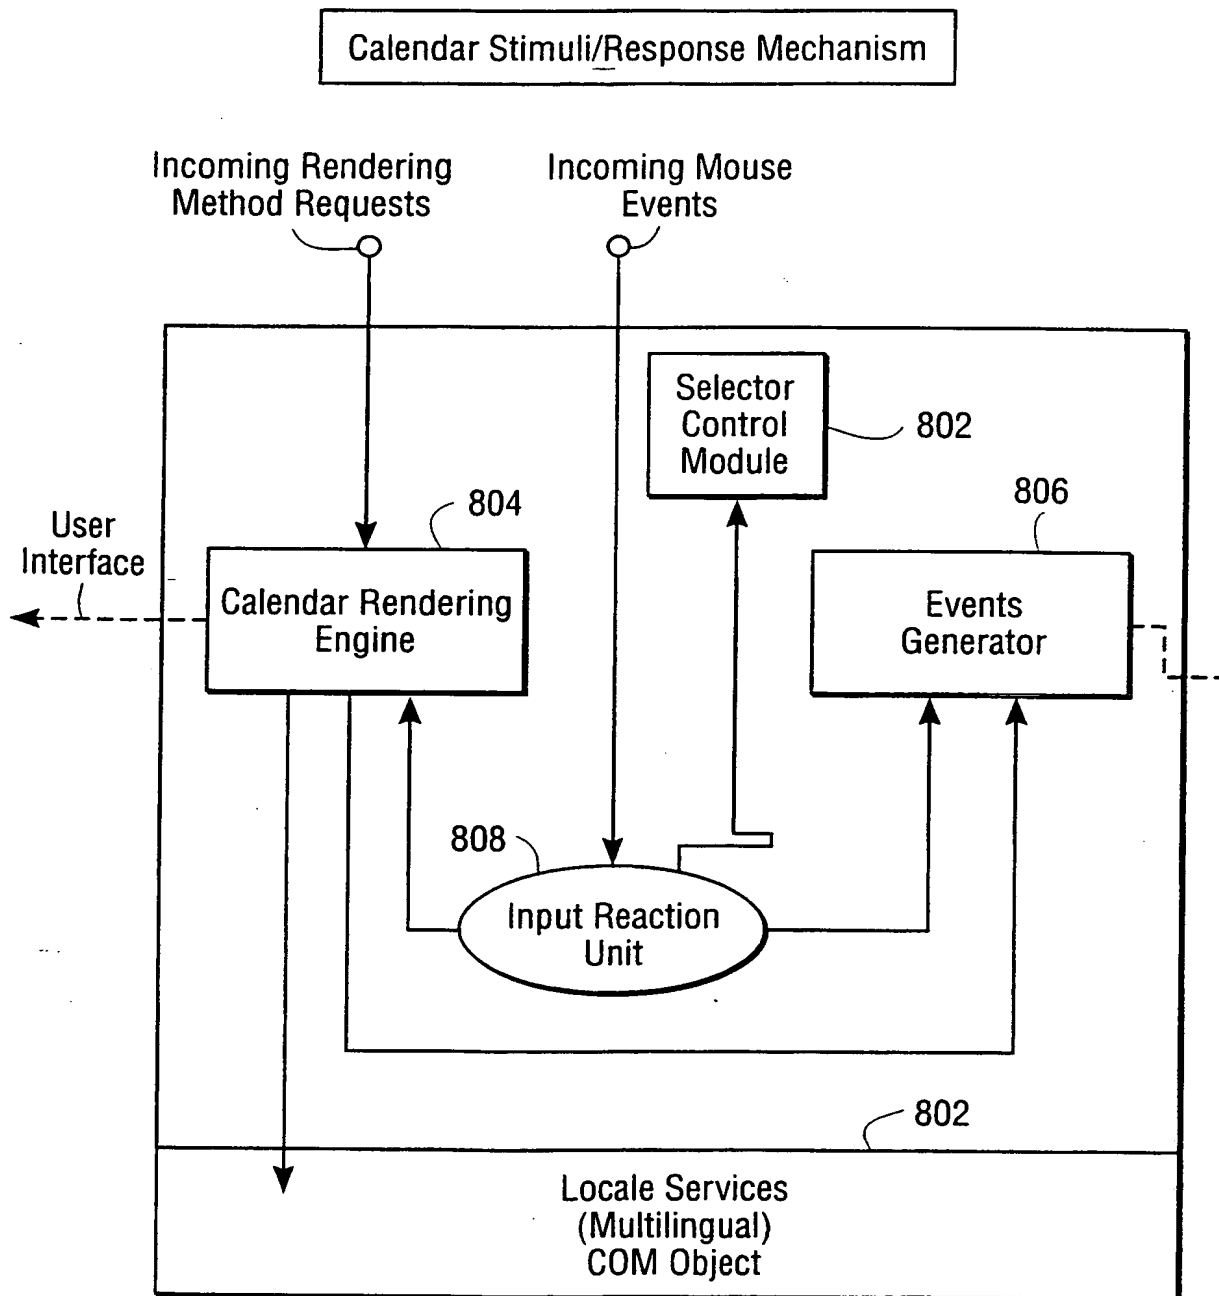 Calendar Stimuli/Response Mechanism
Incoming Rendering
Method Requests
Incoming Mouse
Events
Selector
Control
Module
802
804
806
User
Interface
Calendar Rendering
Engine
Events
Generator
808
Input Reaction
Unit
802
Locale Services
(Multilingual)
COM Object